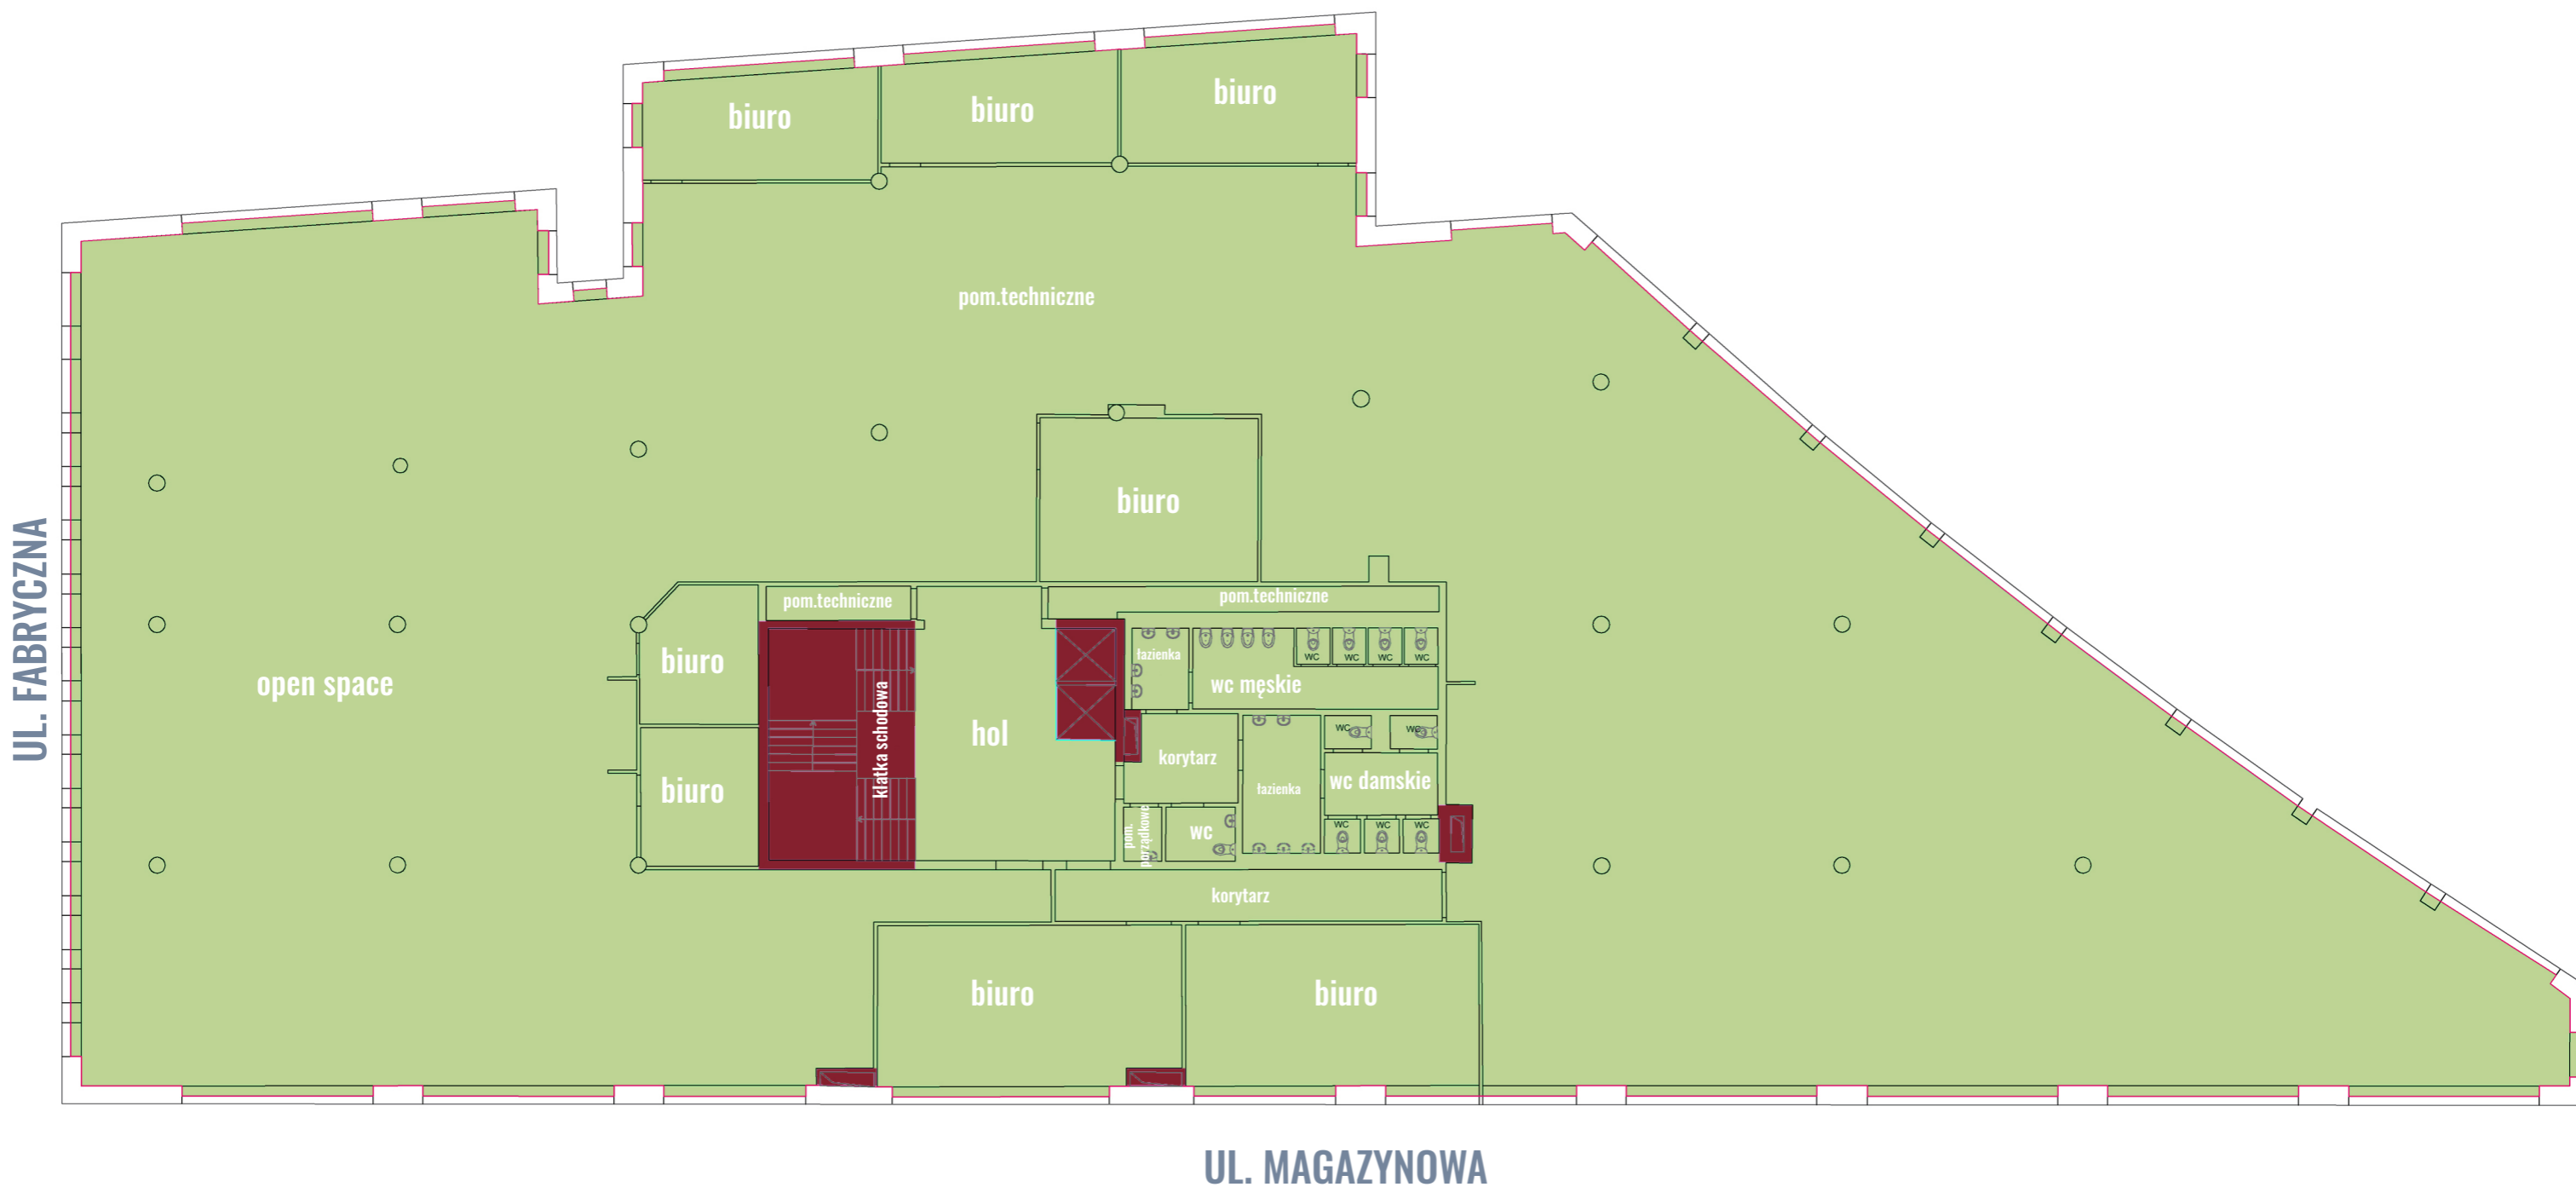 biuro
biuro
biuro
pom.techniczne
biuro
pom.techniczne
pom.techniczne
biuro
klatka schodowa
hol
łazienka
wc
wc
wc
wc
wc męskie
open space
UL. FABRYCZNA
biuro
korytarz
łazienka
wc
wc
wc damskie
pom.
porządkowe
wc
wc
wc
wc
korytarz
biuro
biuro
UL. MAGAZYNOWA